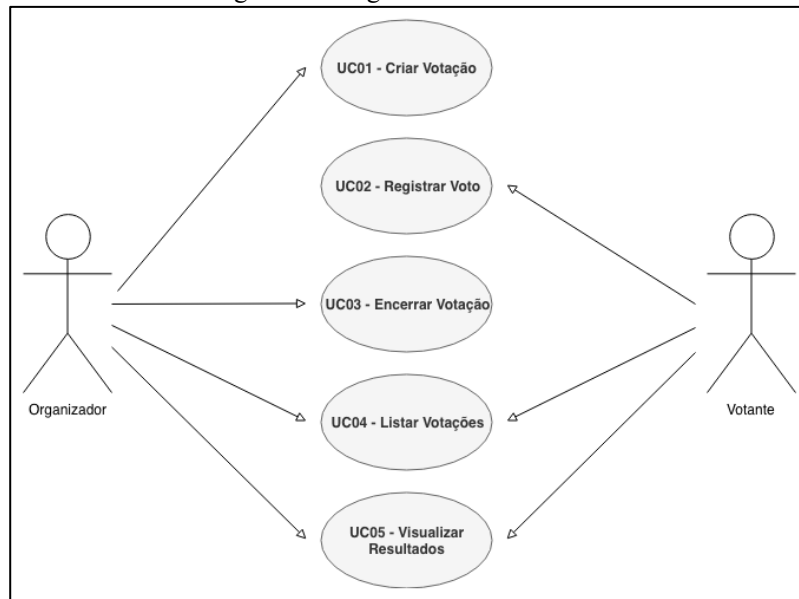 UC01 - Criar Votação
UC02 - Registrar Voto
UC03 - Encerrar Votação
Organizador
Votante
UC04 - Listar Votações
UC05 - Visualizar
Resultados